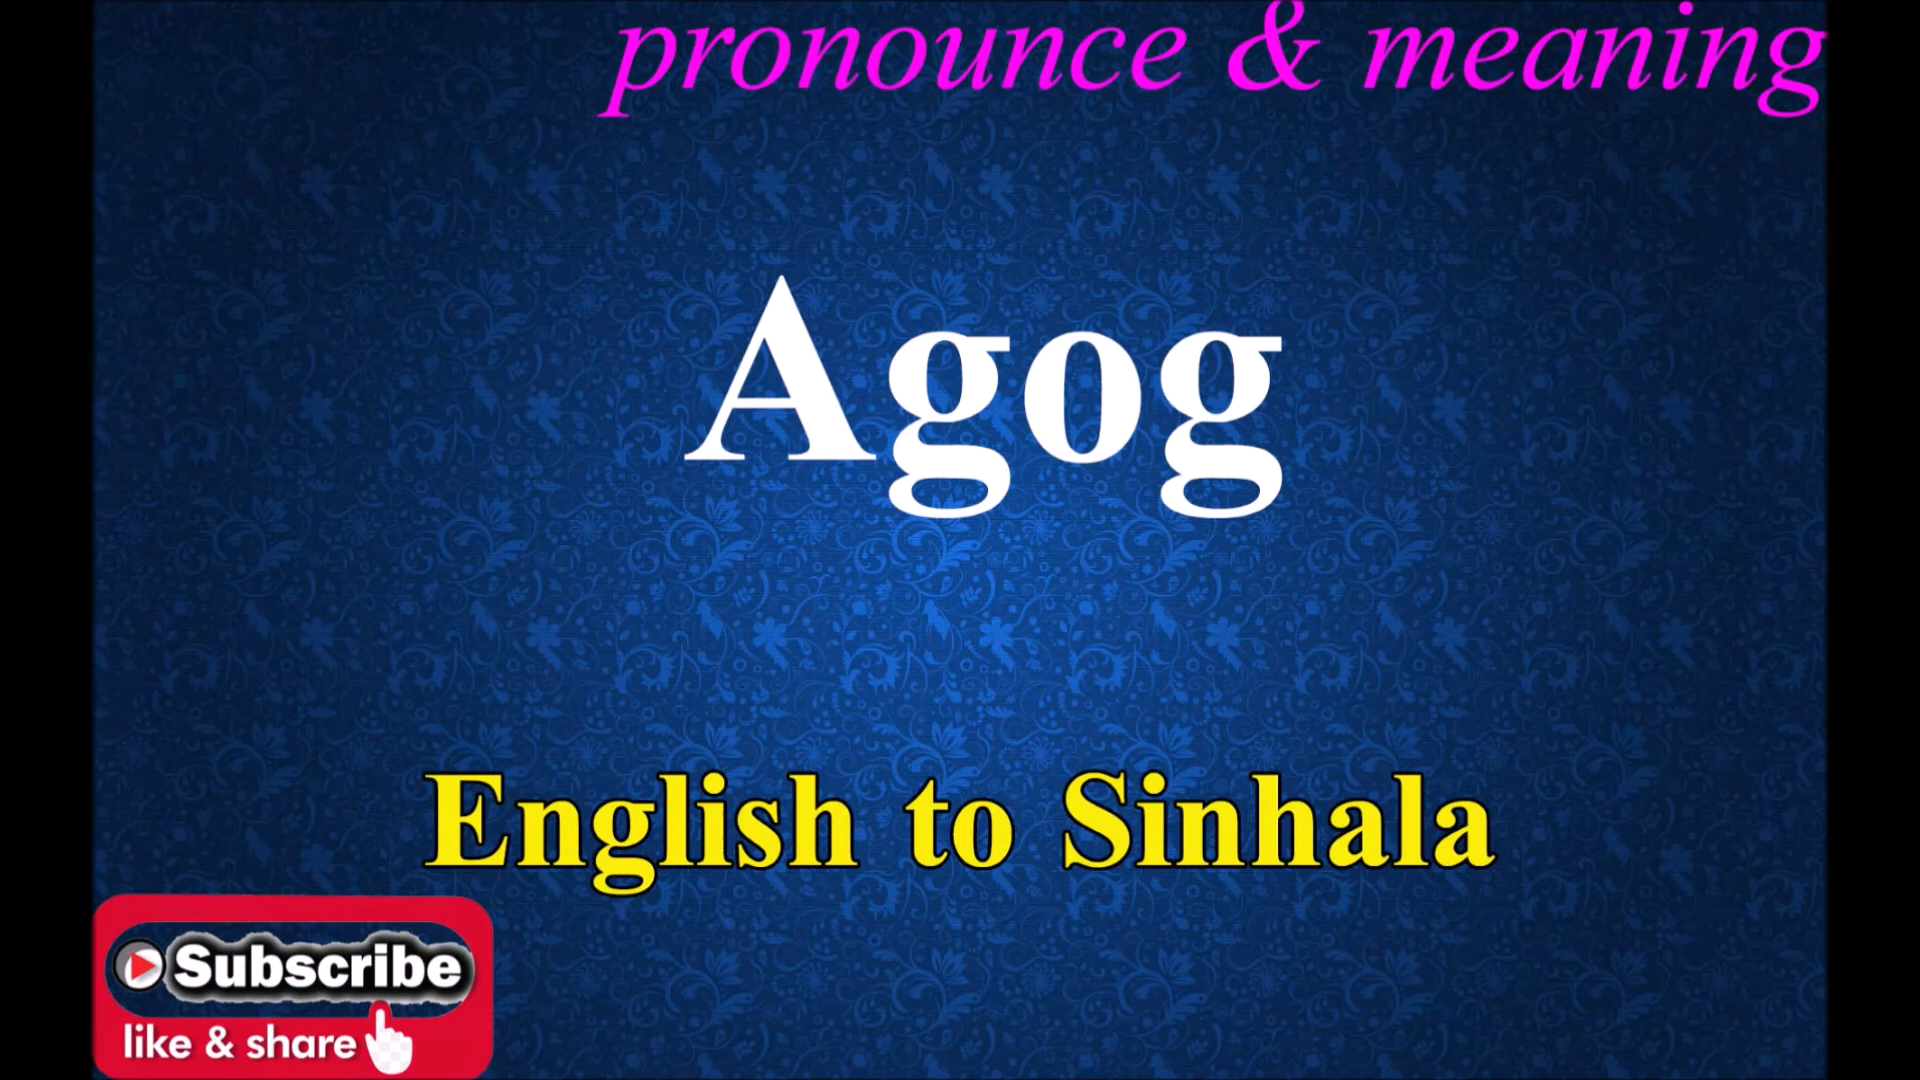 pronounce & meaning
Agog
English to Sinhala
Subscribe
like & share